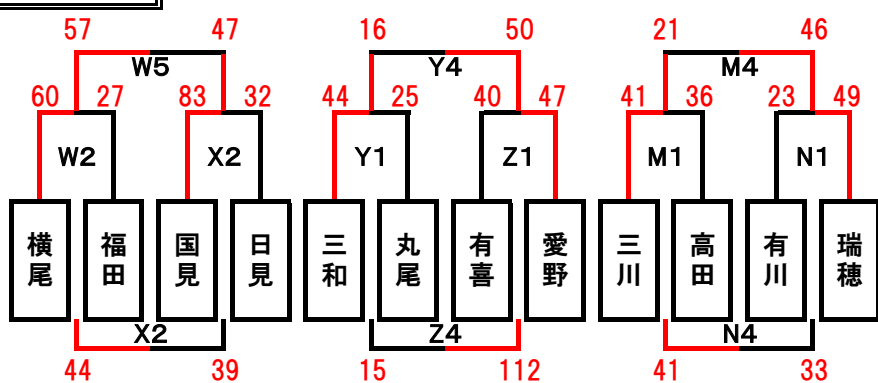 57 47 16 50 21 46
W5 Y4 M4
60 27 83 32 44 25 40 47 41 36 23 49
W2 X2 Y1 Z1 M1 N1
横尾 福田 国見 日見 三和 丸尾 有喜 愛野 三川 高田 有川 瑞穂
X2 Z4 N4
44 39 15 112 41 33